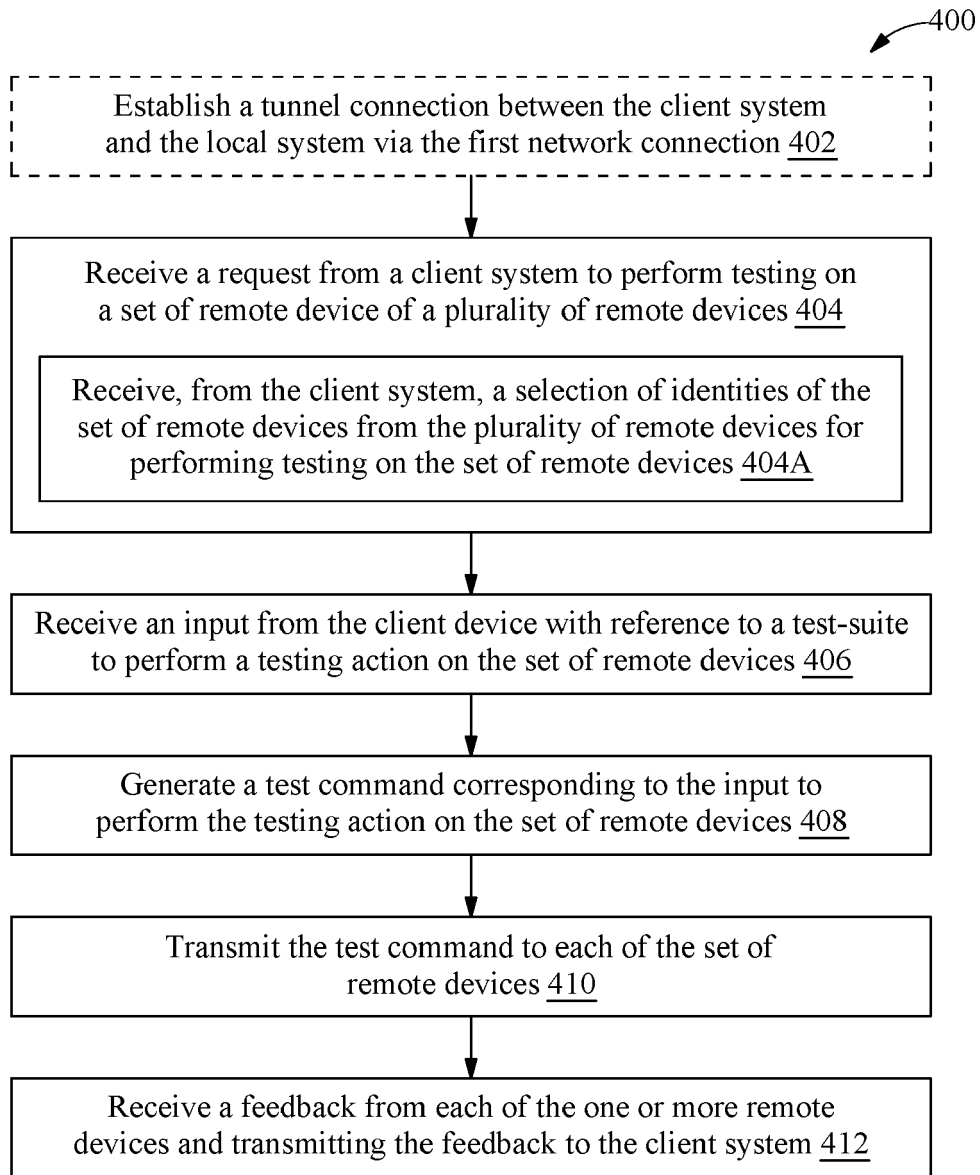 400
Establish a tunnel connection between the client system
and the local system via the first network connection 402
Receive a request from a client system to perform testing on
a set of remote device of a plurality of remote devices 404
Receive, from the client system, a selection of identities of the
set of remote devices from the plurality of remote devices for
performing testing on the set of remote devices 404A
Receive an input from the client device with reference to a test-suite
to perform a testing action on the set of remote devices 406
Generate a test command corresponding to the input to
perform the testing action on the set of remote devices 408
Transmit the test command to each of the set of
remote devices 410
Receive a feedback from each of the one or more remote
devices and transmitting the feedback to the client system 412